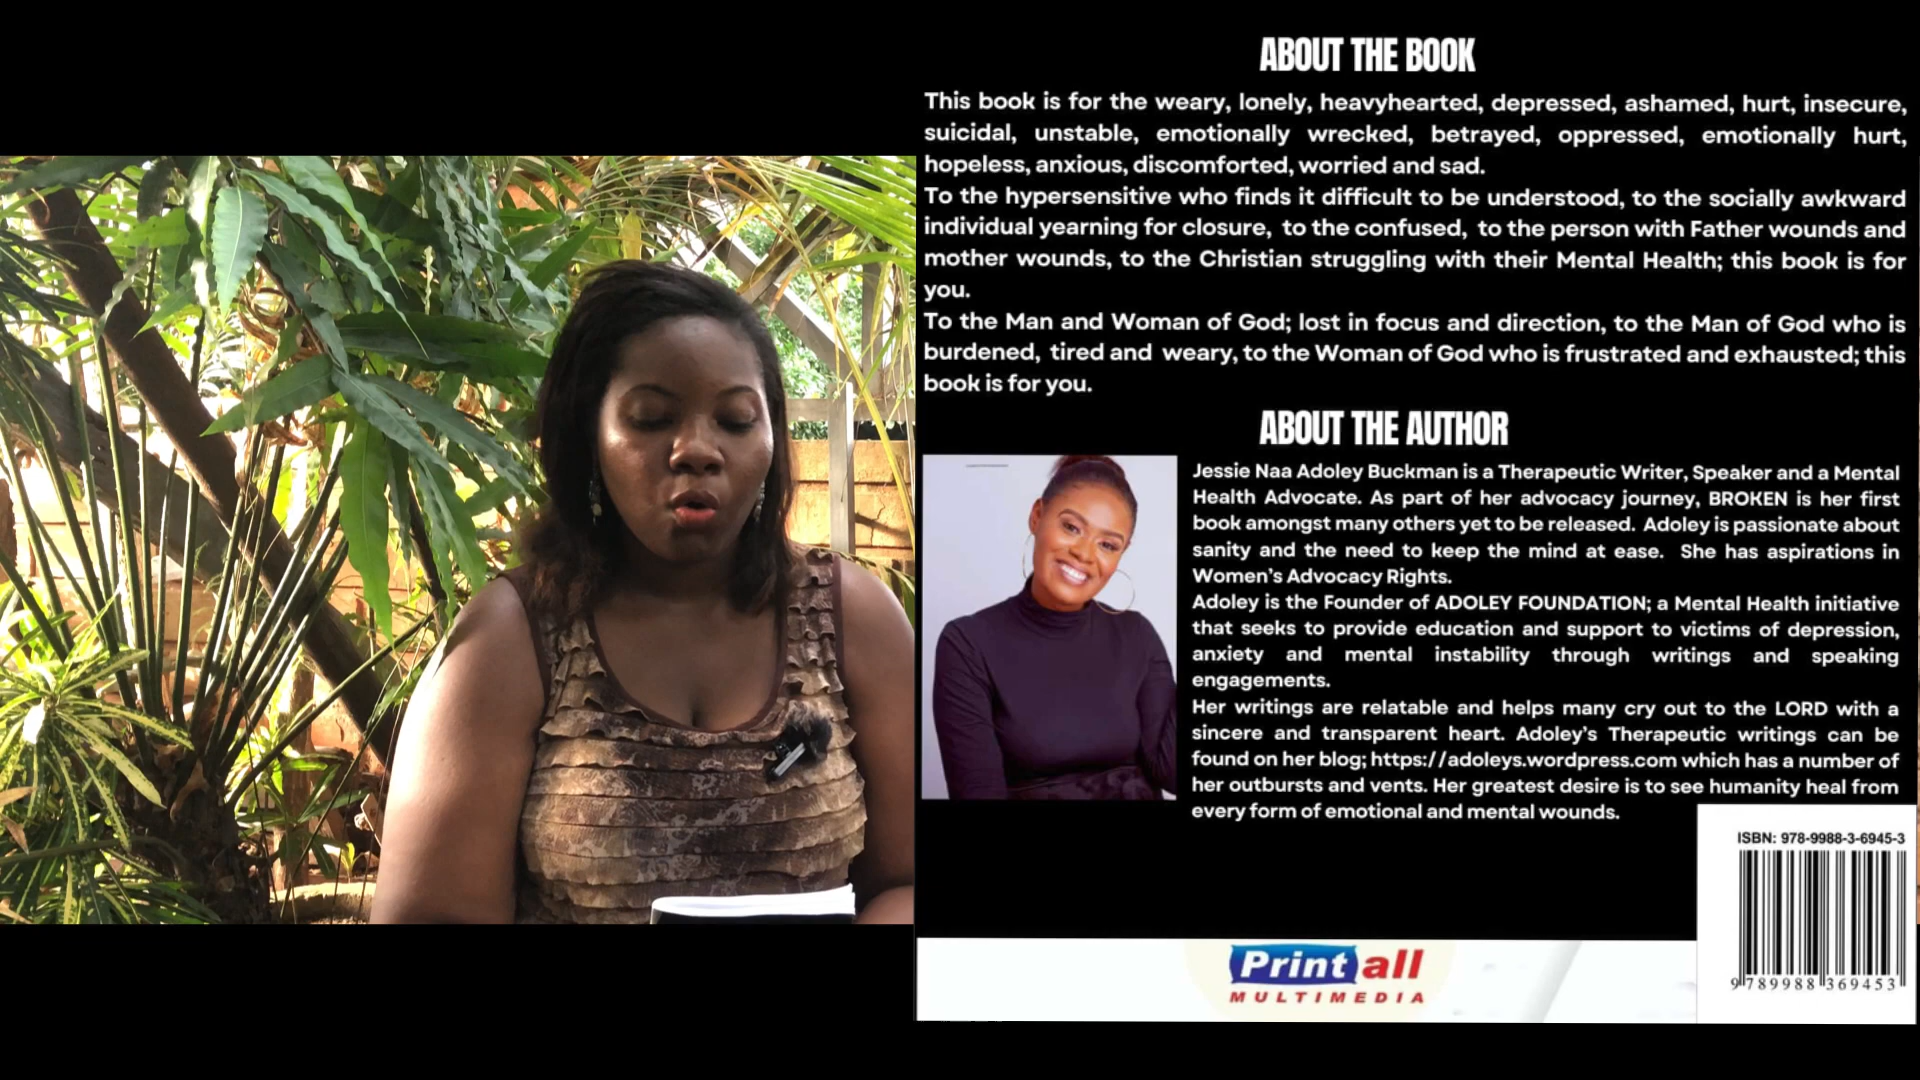 ABOUT THE BOOK
This book is for the weary, lonely, heavyhearted, depressed, ashamed, hurt, insecure,
suicidal, unstable, emotionally wrecked, betrayed, oppressed, emotionally hurt,
hopeless, anxious, discomforted, worried and sad.
To the hypersensitive who finds it difficult to be understood, to the socially awkward
individual yearning for closure, to the confused, to the person with Father wounds and
mother wounds, to the Christian struggling with their Mental Health; this book is for
you.
To the Man and Woman of God; lost in focus and direction, to the Man of God who is
burdened, tired and weary, to the Woman of God who is frustrated and exhausted; this
book is for you.
ABOUT THE AUTHOR
Jessie Naa Adoley Buckman is a Therapeutic Writer, Speaker and a Mental
Health Advocate. As part of her advocacy journey, BROKEN is her first
book amongst many others yet to be released. Adoley is passionate about
sanity and the need to keep the mind at ease. She has aspirations in
Women's Advocacy Rights.
Adoley is the Founder of ADOLEY FOUNDATION; a Mental Health initiative
that seeks to provide education and support to victims of depression,
anxiety and mental instability through writings and speaking
engagements.
Her writings are relatable and helps many cry out to the LORD with a
sincere and transparent heart. Adoley's Therapeutic writings can be
found on her blog; https://adoleys.wordpress.com which has a number of
her outbursts and vents. Her greatest desire is to see humanity heal from
every form of emotional and mental wounds.
ISBN: 978-9988-3-6945-3
9 789988 369453
Print all
MULTIMEDIA